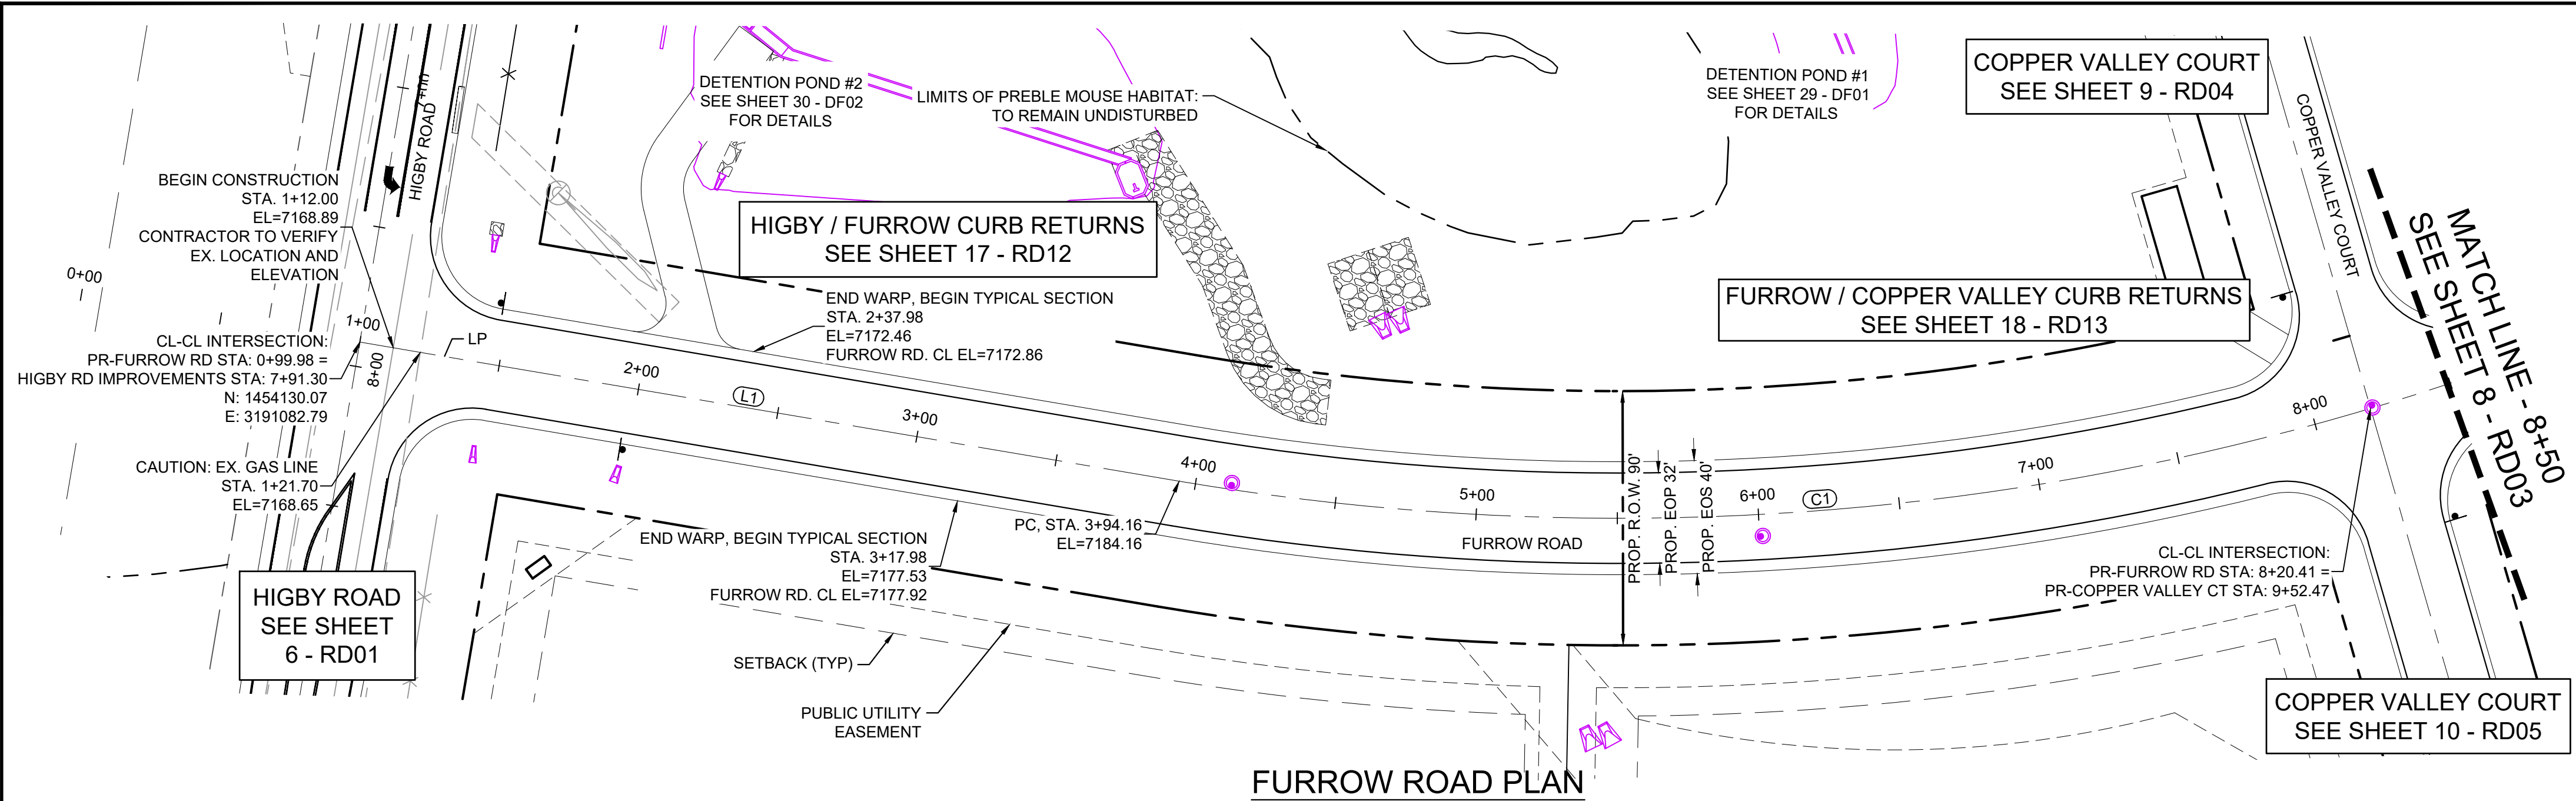 DETENTION POND #2
SEE SHEET 30 - DF02
FOR DETAILS
LIMITS OF PREBLE MOUSE HABITAT:
TO REMAIN UNDISTURBED
DETENTION POND #1
SEE SHEET 29 - DF01
FOR DETAILS
COPPER VALLEY COURT
SEE SHEET 9 - RD04
COPPER VALLEY COURT
HIGBY ROAD
BEGIN CONSTRUCTION
STA. 1+12.00
EL=7168.89
CONTRACTOR TO VERIFY
EX. LOCATION AND
ELEVATION
0+00
HIGBY / FURROW CURB RETURNS
SEE SHEET 17 - RD12
FURROW / COPPER VALLEY CURB RETURNS
SEE SHEET 18 - RD13
MATCH LINE - 8+50
SEE SHEET 8 - RD03
END WARP, BEGIN TYPICAL SECTION
STA. 2+37.98
EL=7172.46
FURROW RD. CL EL=7172.86
1+00
8+00
LP
CL-CL INTERSECTION:
PR-FURROW RD STA: 0+99.98 =
HIGBY RD IMPROVEMENTS STA: 7+91.30
N: 1454130.07
E: 3191082.79
2+00
L1
3+00
4+00
5+00
6+00
C1
7+00
8+00
CAUTION: EX. GAS LINE
STA. 1+21.70
EL=7168.65
PC, STA. 3+94.16
EL=7184.16
END WARP, BEGIN TYPICAL SECTION
STA. 3+17.98
EL=7177.53
FURROW RD. CL EL=7177.92
FURROW ROAD
PROP. R.O.W. 90'
PROP. EOP 32'
PROP. EOS 40'
CL-CL INTERSECTION:
PR-FURROW RD STA: 8+20.41 =
PR-COPPER VALLEY CT STA: 9+52.47
HIGBY ROAD
SEE SHEET
6 - RD01
SETBACK (TYP)
PUBLIC UTILITY
EASEMENT
COPPER VALLEY COURT
SEE SHEET 10 - RD05
FURROW ROAD PLAN